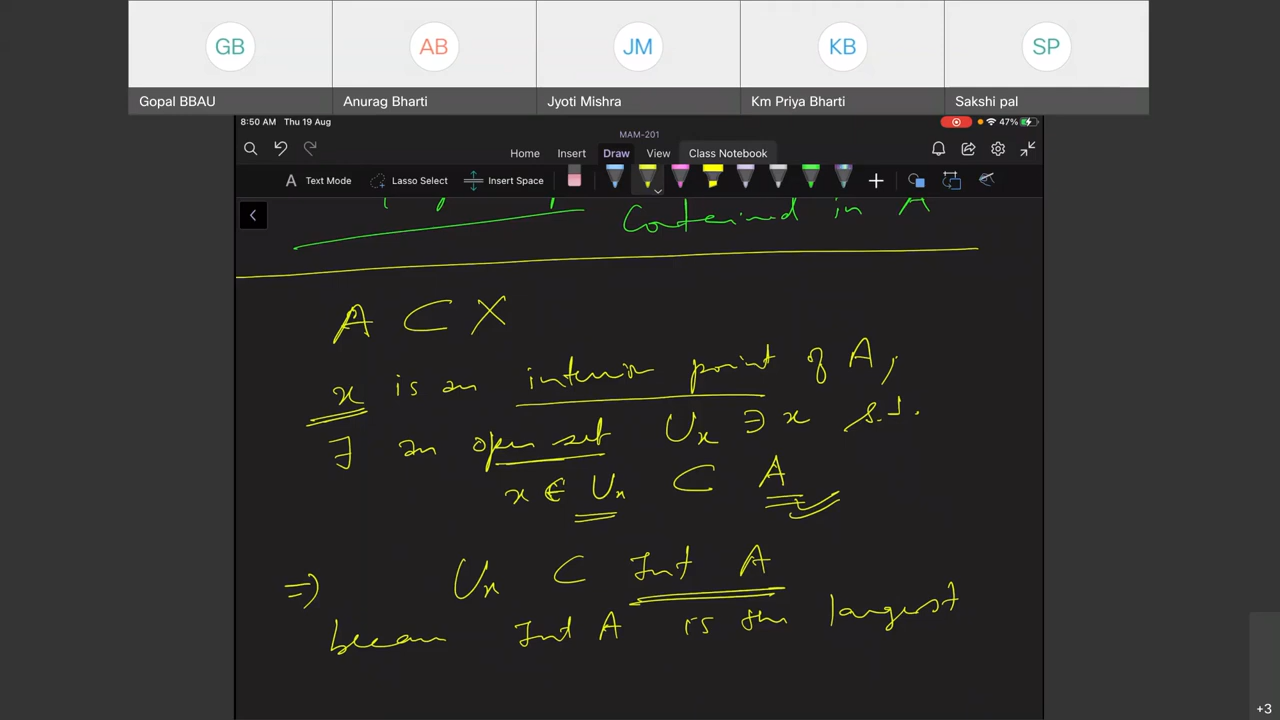 GB AB JM KB SP
Gopal BBAU Anurag Bharti Jyoti Mishra Km Priya Bharti Sakshi pal
8:50 AM Thu 19 Aug 47%
MAM-201
Home Insert Draw View Class Notebook
A Text Mode Lasso Select Insert Space
Contained in A
A ⊂ X
x is an interior point of A,
∃ an open set Uₓ ∋ x s.t.
x ∈ Uₓ ⊂ A
⇒ Uₓ ⊂ Int A
because Int A is the largest
+3